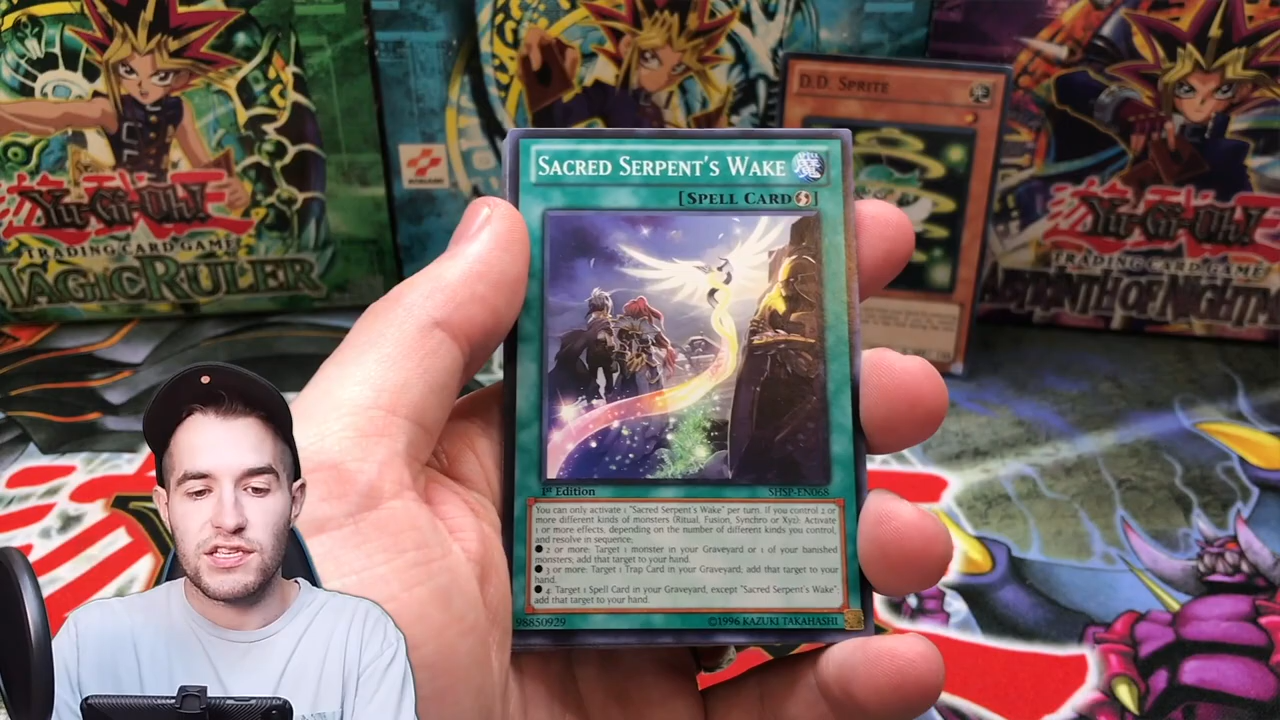 Yu-Gi-Oh!
TRADING CARD GAME
MAGIC RULER
KONAMI
D.D. SPRITE
Yu-Gi-Oh!
TRADING CARD GAME
LABYRINTH OF NIGHTM
SACRED SERPENT'S WAKE
[SPELL CARD]
1st Edition
SHSP-EN068
You can only activate 1 "Sacred Serpent's Wake" per turn. If you control 2 or
more different kinds of monsters (Ritual, Fusion, Synchro or Xyz): Activate
1 or more effects, depending on the number of different kinds you control,
and resolve in sequence;
● 2 or more: Target 1 monster in your Graveyard or 1 of your banished
monsters; add that target to your hand.
● 3 or more: Target 1 Trap Card in your Graveyard; add that target to your
hand.
● 4: Target 1 Spell Card in your Graveyard, except "Sacred Serpent's Wake";
add that target to your hand.
98850929
©1996 KAZUKI TAKAHASHI